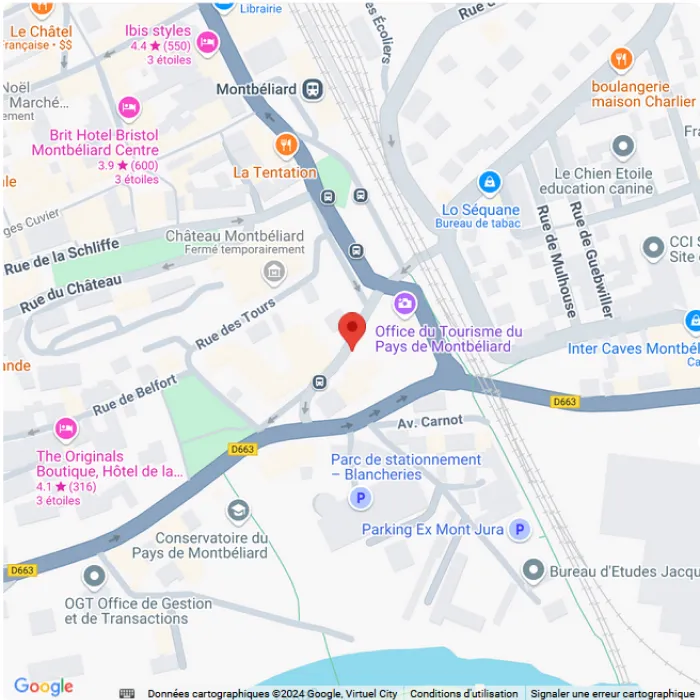 Librairie
Le Châtel
Française • $$
Rue d
es Écoliers
Ibis styles
4.4 ★ (550)
3 étoiles
Noël
Marché...
ement
Montbéliard
boulangerie
maison Charlier
Brit Hotel Bristol
Montbéliard Centre
3.9 ★ (600)
3 étoiles
La Tentation
Fra
Le Chien Etoile
education canine
Lo Séquane
Bureau de tabac
ges Cuvier
Rue de la Schliffe
Château Montbéliard
Fermé temporairement
Rue de Mulhouse
Rue de Guebwiller
CCI S
Site
Rue du Château
Rue des Tours
Office du Tourisme du
Pays de Montbéliard
Inter Caves Montbél
Ca
ande
Rue de Belfort
D663
Av. Carnot
D663
The Originals
Boutique, Hôtel de la...
4.1 ★ (316)
3 étoiles
Parc de stationnement
– Blancheries
P
Parking Ex Mont Jura
P
Conservatoire du
Pays de Montbéliard
D663
Bureau d'Etudes Jacqu
OGT Office de Gestion
et de Transactions
Google
Données cartographiques ©2024 Google, Virtuel City
Conditions d'utilisation
Signaler une erreur cartographique